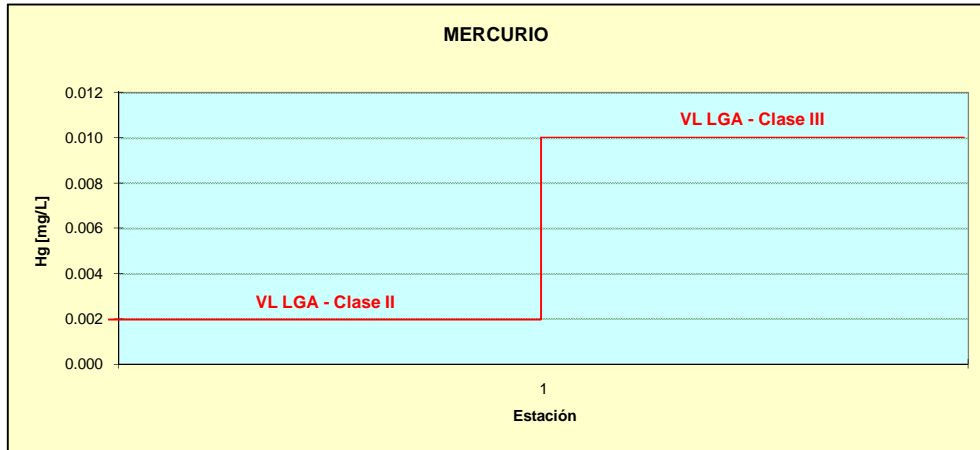 MERCURIO
0.012
VL LGA - Clase III
0.010
0.008
Hg [mg/L]
0.006
0.004
VL LGA - Clase II
0.002
0.000
1
Estación